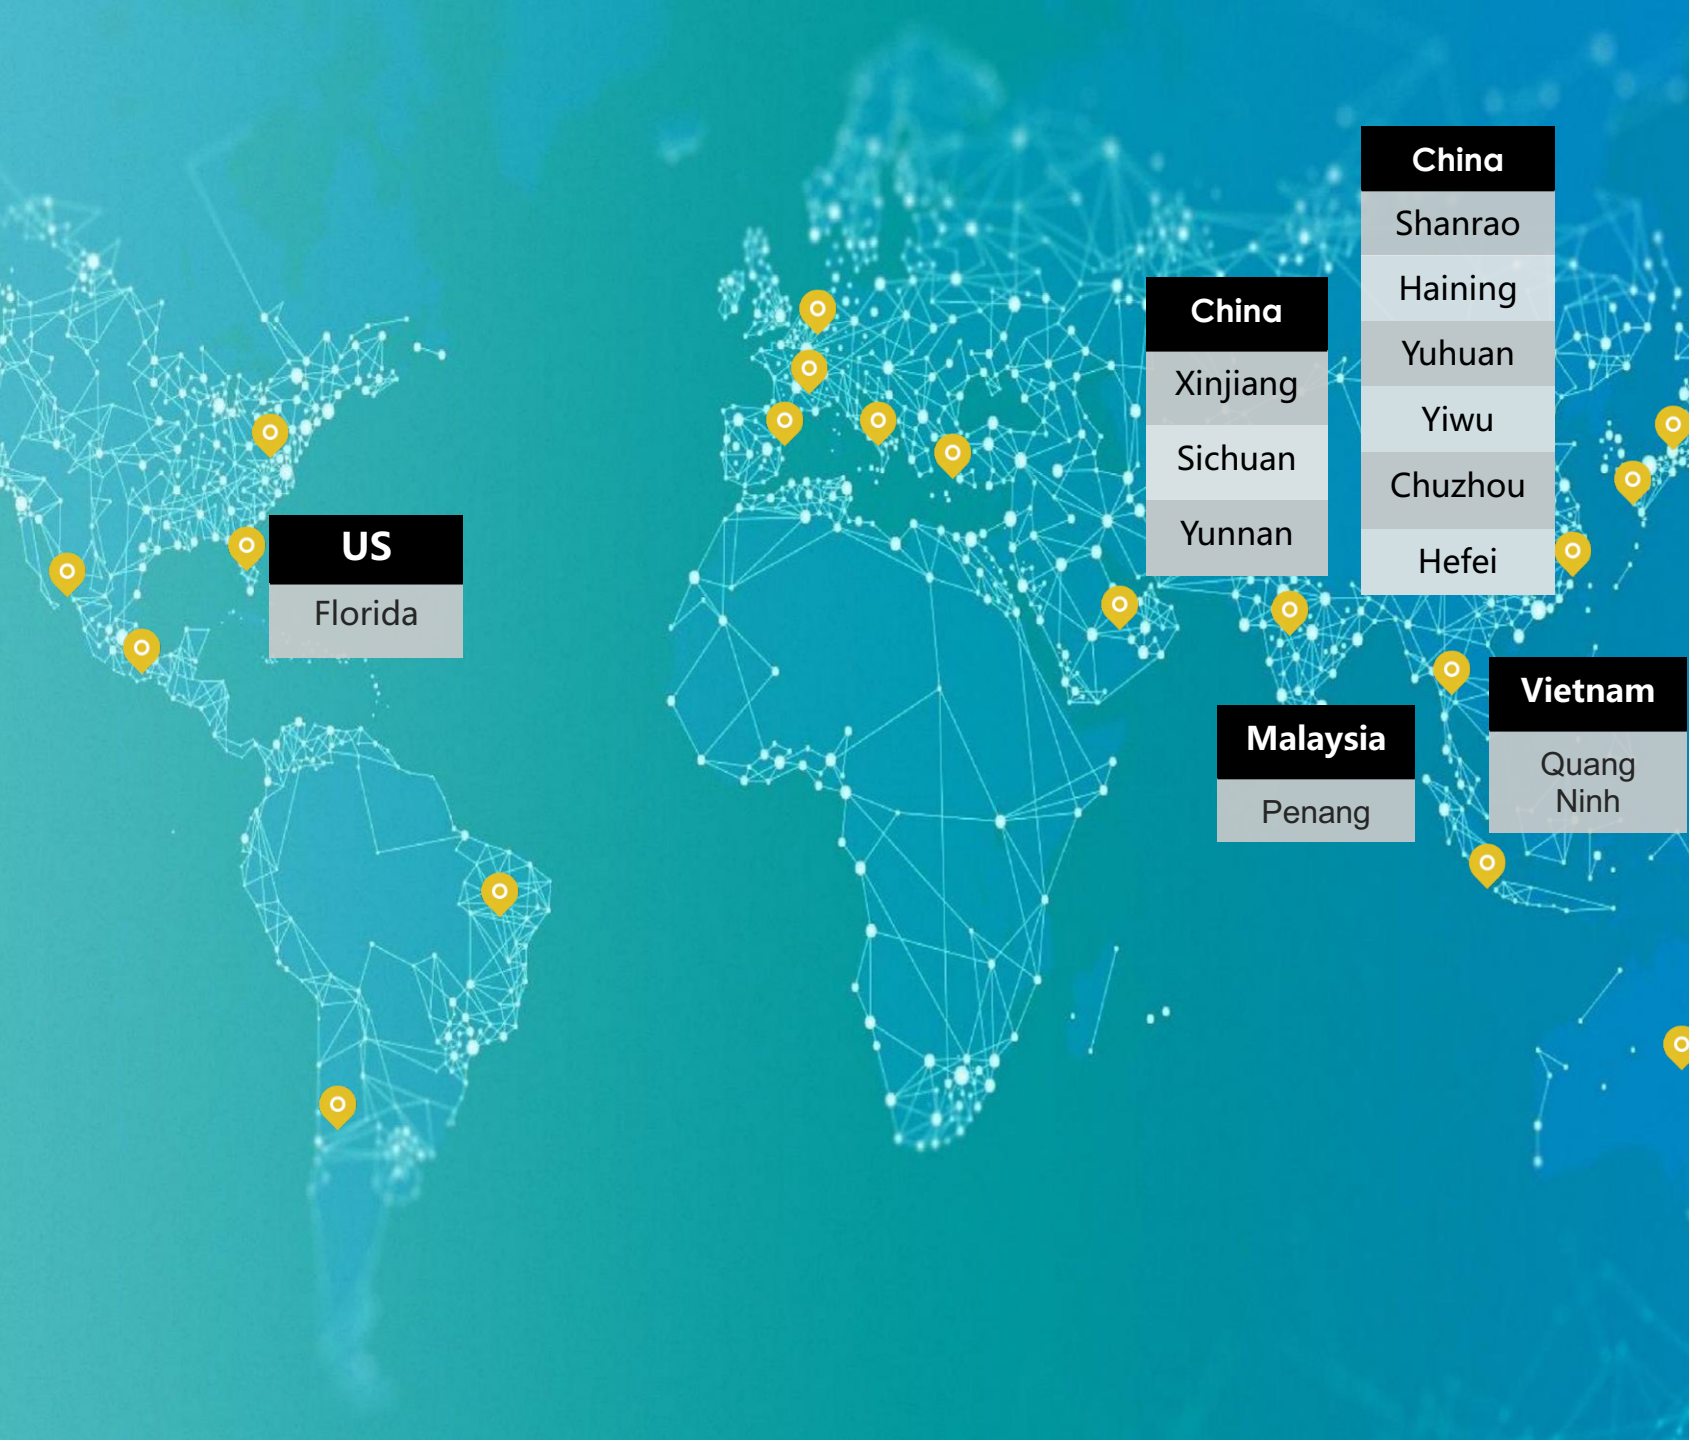 China
Shanrao
Haining
Yuhuan
Yiwu
Chuzhou
Hefei
China
Xinjiang
Sichuan
Yunnan
US
Florida
Vietnam
Quang
Ninh
Malaysia
Penang